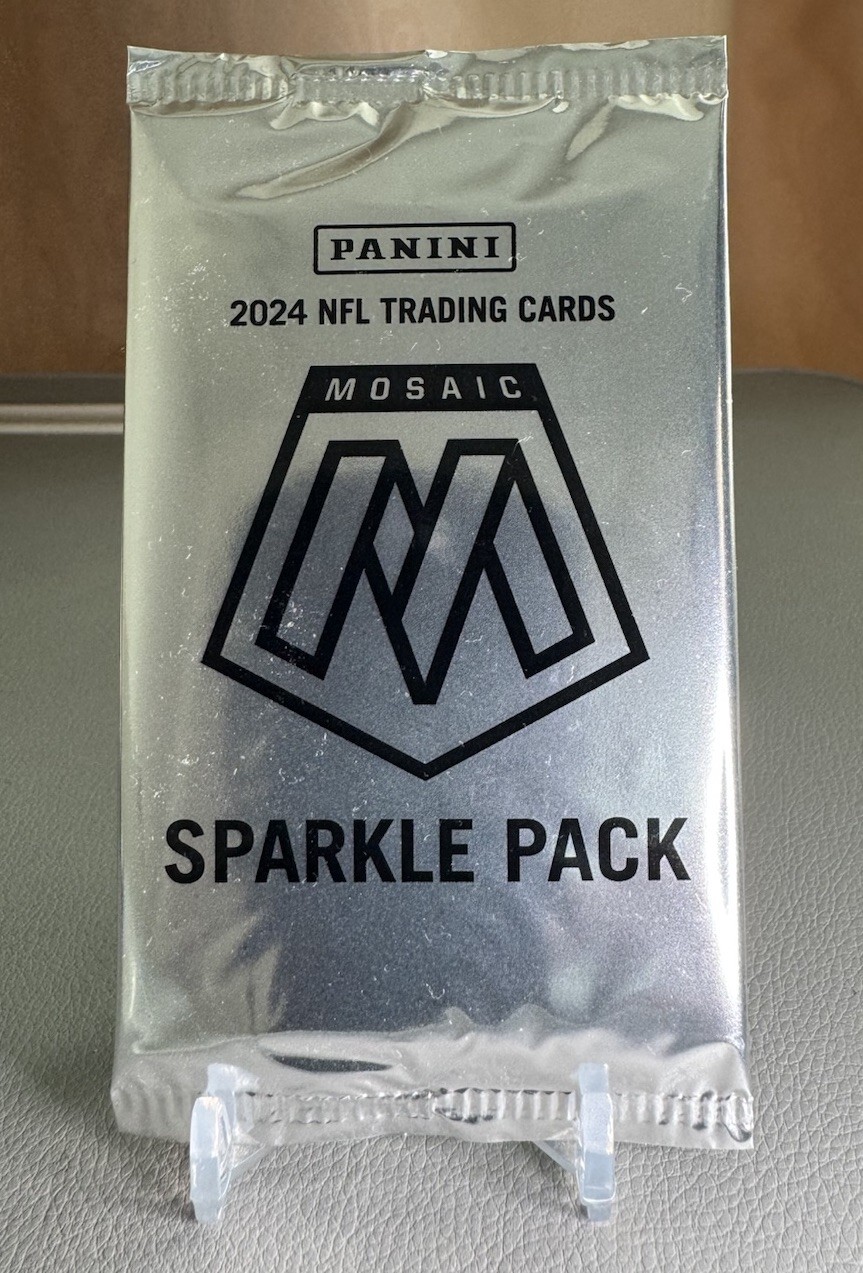 PANINI
2024 NFL TRADING CARDS
MOSAIC
M
SPARKLE PACK